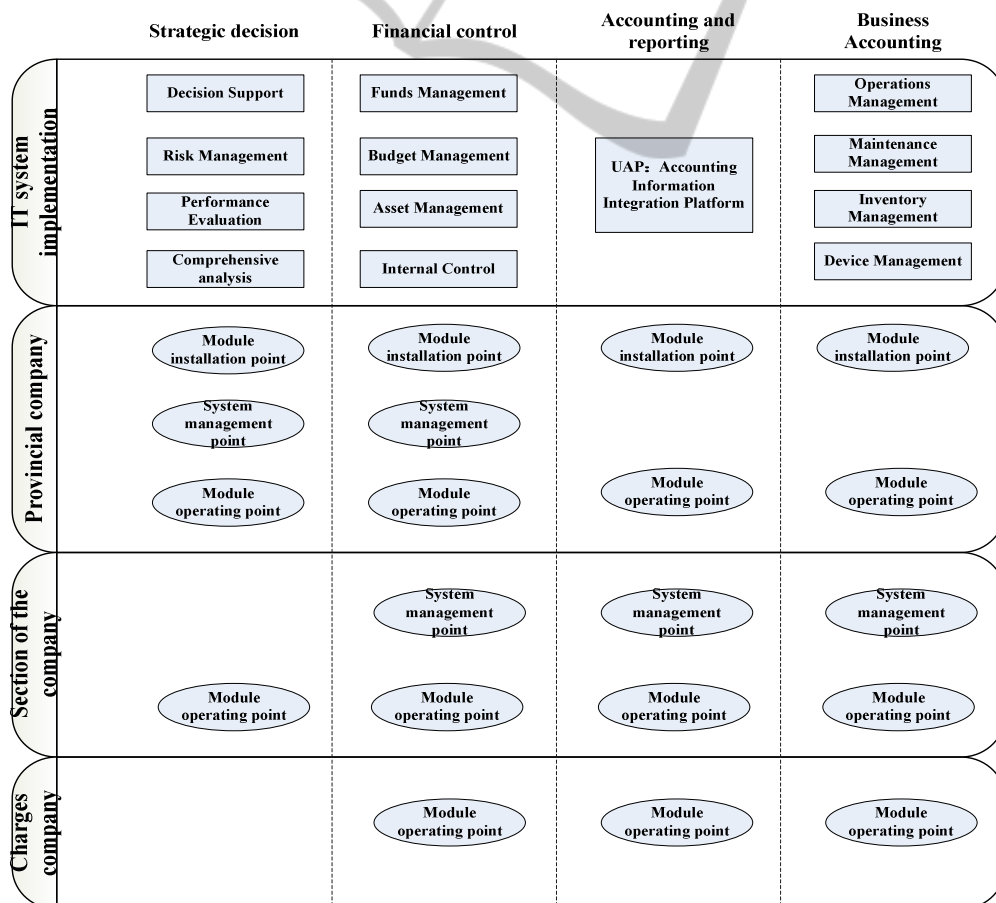 Strategic decision
Financial control
Accounting and
reporting
Business
Accounting
IT system
implementation
Decision Support
Funds Management
Operations
Management
Risk Management
Budget Management
UAP：Accounting
Information
Integration Platform
Maintenance
Management
Performance
Evaluation
Asset Management
Inventory
Management
Comprehensive
analysis
Internal Control
Device Management
Provincial company
Module
installation point
Module
installation point
Module
installation point
Module
installation point
System
management
point
System
management
point
Module
operating point
Module
operating point
Module
operating point
Module
operating point
Section of the
company
System
management
point
System
management
point
System
management
point
Module
operating point
Module
operating point
Module
operating point
Module
operating point
Charges
company
Module
operating point
Module
operating point
Module
operating point